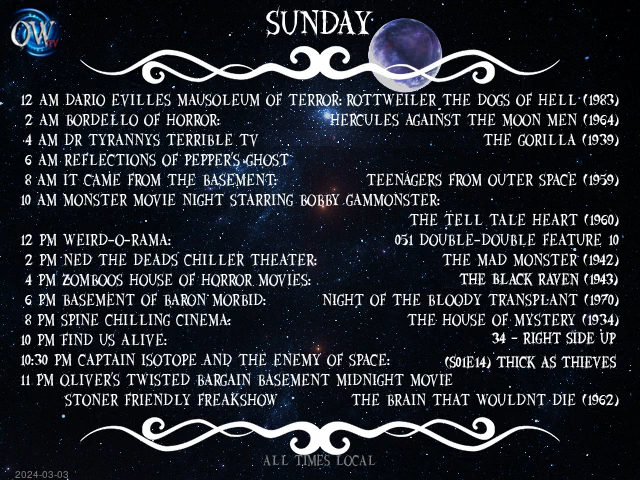 OW TV
SUNDAY
12 AM DARIO EVILLES MAUSOLEUM OF TERROR: ROTTWEILER THE DOGS OF HELL (1983)
2 AM BORDELLO OF HORROR: HERCULES AGAINST THE MOON MEN (1964)
4 AM DR TYRANNYS TERRIBLE TV THE GORILLA (1939)
6 AM REFLECTIONS OF PEPPER'S GHOST
8 AM IT CAME FROM THE BASEMENT: TEENAGERS FROM OUTER SPACE (1959)
10 AM MONSTER MOVIE NIGHT STARRING BOBBY GAMMONSTER:
THE TELL TALE HEART (1960)
12 PM WEIRD-O-RAMA: 051 DOUBLE-DOUBLE FEATURE 10
2 PM NED THE DEADS CHILLER THEATER: THE MAD MONSTER (1942)
4 PM ZOMBOOS HOUSE OF HORROR MOVIES: THE BLACK RAVEN (1943)
6 PM BASEMENT OF BARON MORBID: NIGHT OF THE BLOODY TRANSPLANT (1970)
8 PM SPINE CHILLING CINEMA: THE HOUSE OF MYSTERY (1934)
10 PM FIND US ALIVE: 34 - RIGHT SIDE UP
10:30 PM CAPTAIN ISOTOPE AND THE ENEMY OF SPACE: (S01E14) THICK AS THIEVES
11 PM OLIVER'S TWISTED BARGAIN BASEMENT MIDNIGHT MOVIE
STONER FRIENDLY FREAKSHOW THE BRAIN THAT WOULDNT DIE (1962)
ALL TIMES LOCAL
2024-03-03